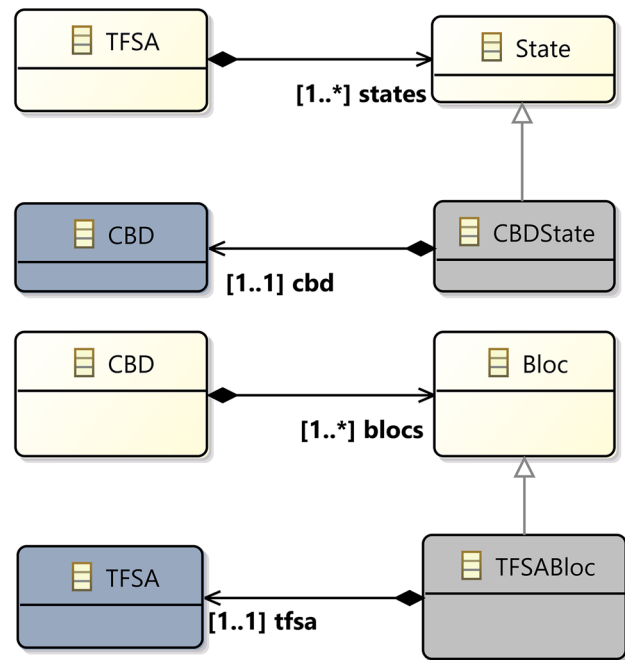 TFSA
State
[1..*] states
CBD
CBDState
[1..1] cbd
CBD
Bloc
[1..*] blocs
TFSA
TFSABloc
[1..1] tfsa